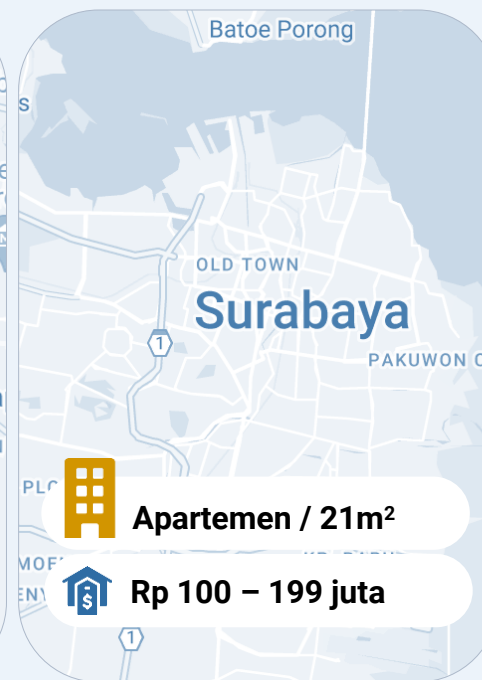 Batoe Porong
OLD TOWN
Surabaya
1
PAKUWON C
Apartemen / 21m²
Rp 100 – 199 juta
1